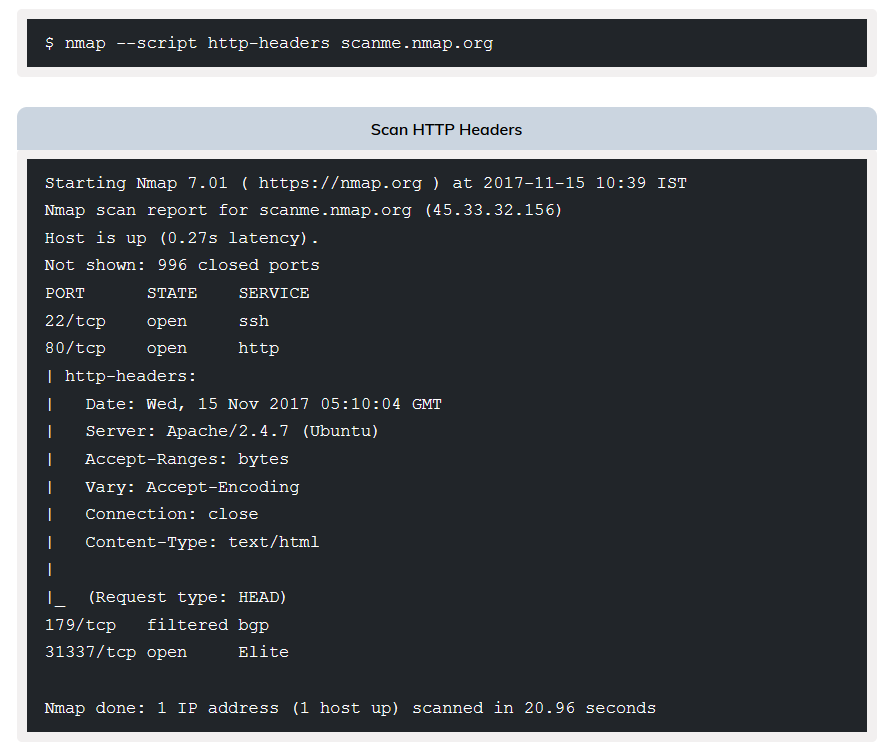 $ nmap --script http-headers scanme.nmap.org
Scan HTTP Headers
Starting Nmap 7.01 ( https://nmap.org ) at 2017-11-15 10:39 IST
Nmap scan report for scanme.nmap.org (45.33.32.156)
Host is up (0.27s latency).
Not shown: 996 closed ports
PORT      STATE    SERVICE
22/tcp    open     ssh
80/tcp    open     http
| http-headers:
|   Date: Wed, 15 Nov 2017 05:10:04 GMT
|   Server: Apache/2.4.7 (Ubuntu)
|   Accept-Ranges: bytes
|   Vary: Accept-Encoding
|   Connection: close
|   Content-Type: text/html
|
|_  (Request type: HEAD)
179/tcp   filtered bgp
31337/tcp open     Elite
Nmap done: 1 IP address (1 host up) scanned in 20.96 seconds